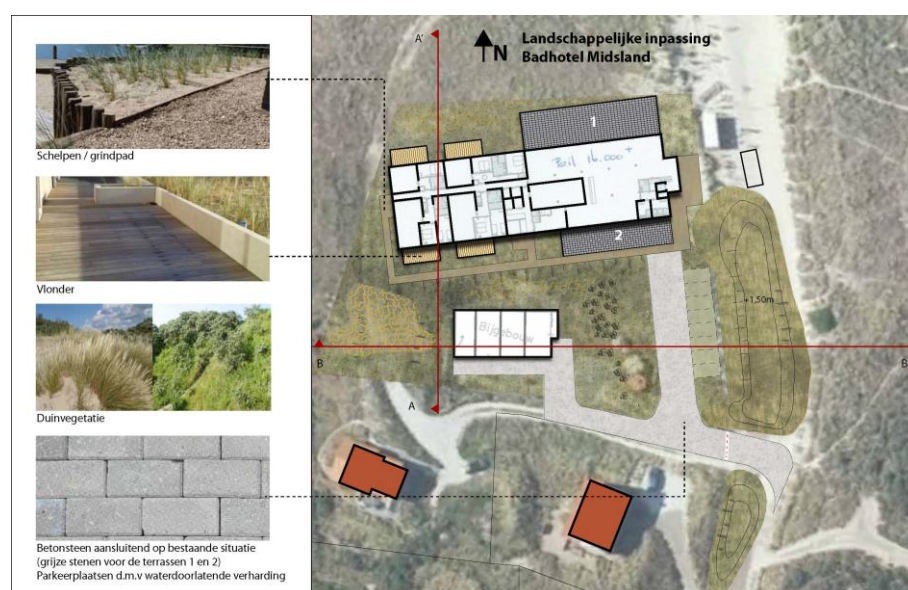 Schelpen / grindpad
Vlonder
Duinvegetatie
Betonsteen aansluitend op bestaande situatie
(grijze stenen voor de terrassen 1 en 2)
Parkeerplaatsen d.m.v waterdoorlatende verharding
A'
N
Landschappelijke inpassing
Badhotel Midsland
1
Peil 16.000+
2
+1,50m
Bijgebouw
B
B'
A